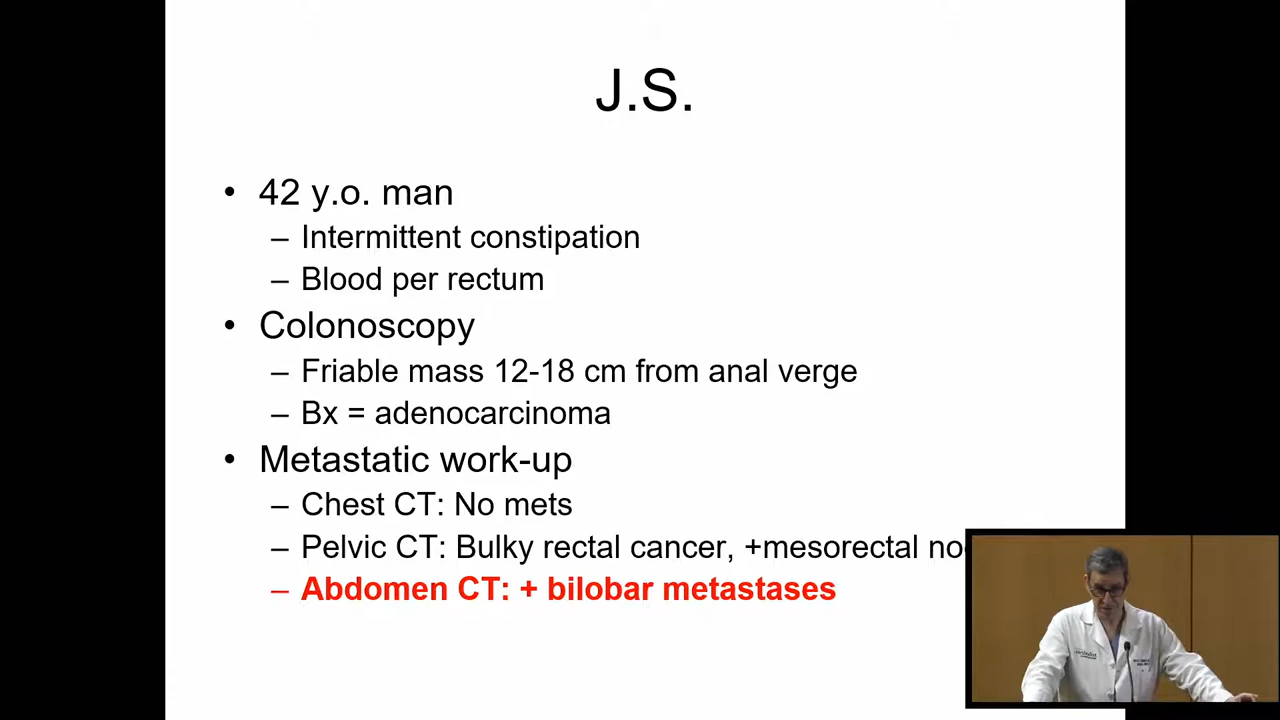 J.S.
• 42 y.o. man
– Intermittent constipation
– Blood per rectum
• Colonoscopy
– Friable mass 12-18 cm from anal verge
– Bx = adenocarcinoma
• Metastatic work-up
– Chest CT: No mets
– Pelvic CT: Bulky rectal cancer, +mesorectal
– Abdomen CT: + bilobar metastases